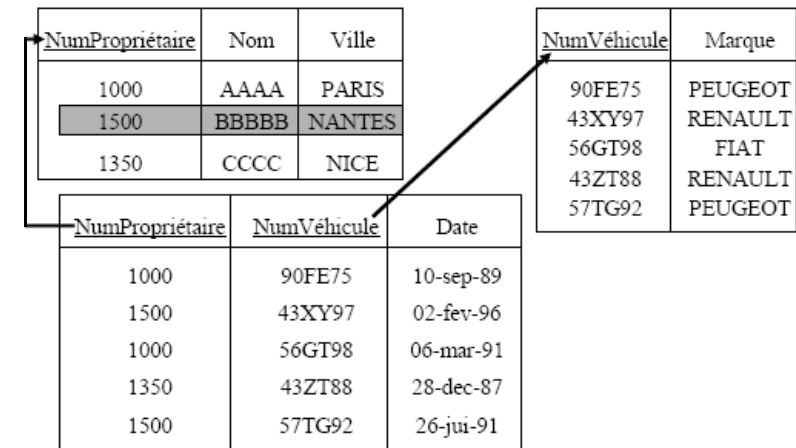 NumPropriétaire Nom Ville
1000 AAAA PARIS
1500 BBBBB NANTES
1350 CCCC NICE
NumVéhicule Marque
90FE75 PEUGEOT
43XY97 RENAULT
56GT98 FIAT
43ZT88 RENAULT
57TG92 PEUGEOT
NumPropriétaire NumVéhicule Date
1000 90FE75 10-sep-89
1500 43XY97 02-fev-96
1000 56GT98 06-mar-91
1350 43ZT88 28-dec-87
1500 57TG92 26-jui-91